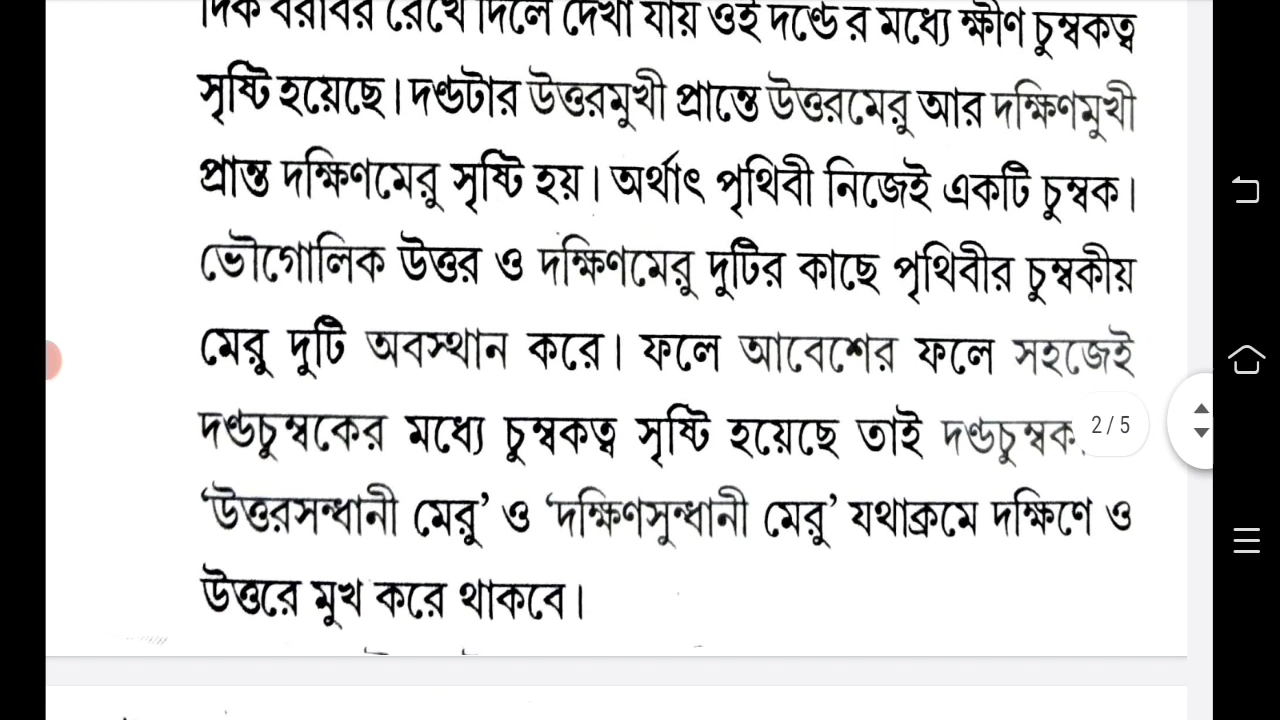 দিক বরাবর রেখে দিলে দেখা যায় ওই দণ্ডের মধ্যে ক্ষীণ চুম্বকত্ব
সৃষ্টি হয়েছে। দণ্ডটার উত্তরমুখী প্রান্তে উত্তরমেরু আর দক্ষিণমুখী
প্রান্ত দক্ষিণমেরু সৃষ্টি হয়। অর্থাৎ পৃথিবী নিজেই একটি চুম্বক।
ভৌগোলিক উত্তর ও দক্ষিণমেরু দুটির কাছে পৃথিবীর চুম্বকীয়
মেরু দুটি অবস্থান করে। ফলে আবেশের ফলে সহজেই
দণ্ডচুম্বকের মধ্যে চুম্বকত্ব সৃষ্টি হয়েছে তাই দণ্ডচুম্বক
2 / 5
‘উত্তরসন্ধানী মেরু’ ও ‘দক্ষিণসুন্ধানী মেরু’ যথাক্রমে দক্ষিণে ও
উত্তরে মুখ করে থাকবে।